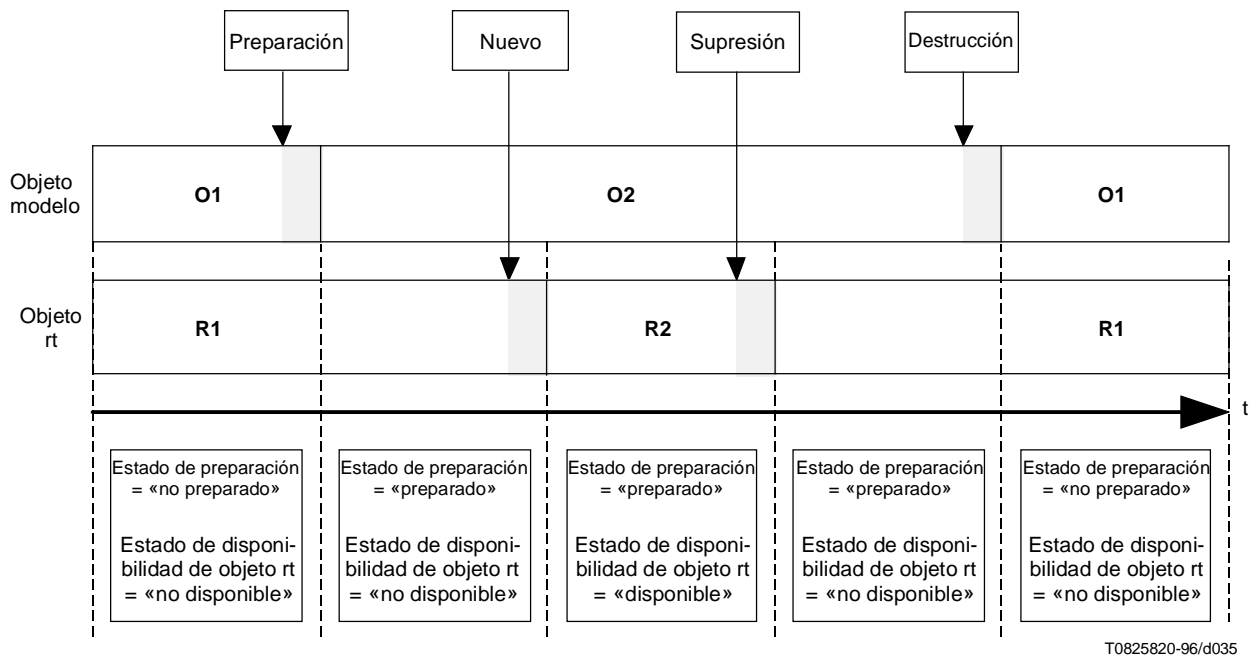 Preparación
Nuevo
Supresión
Destrucción
Objeto
modelo
O1
O2
O1
Objeto
rt
R1
R2
R1
t
Estado de preparación
= «no preparado»
Estado de disponi-
bilidad de objeto rt
= «no disponible»
Estado de preparación
= «preparado»
Estado de disponi-
bilidad de objeto rt
= «no disponible»
Estado de preparación
= «preparado»
Estado de disponi-
bilidad de objeto rt
= «disponible»
Estado de preparación
= «preparado»
Estado de disponi-
bilidad de objeto rt
= «no disponible»
Estado de preparación
= «no preparado»
Estado de disponi-
bilidad de objeto rt
= «no disponible»
T0825820-96/d035